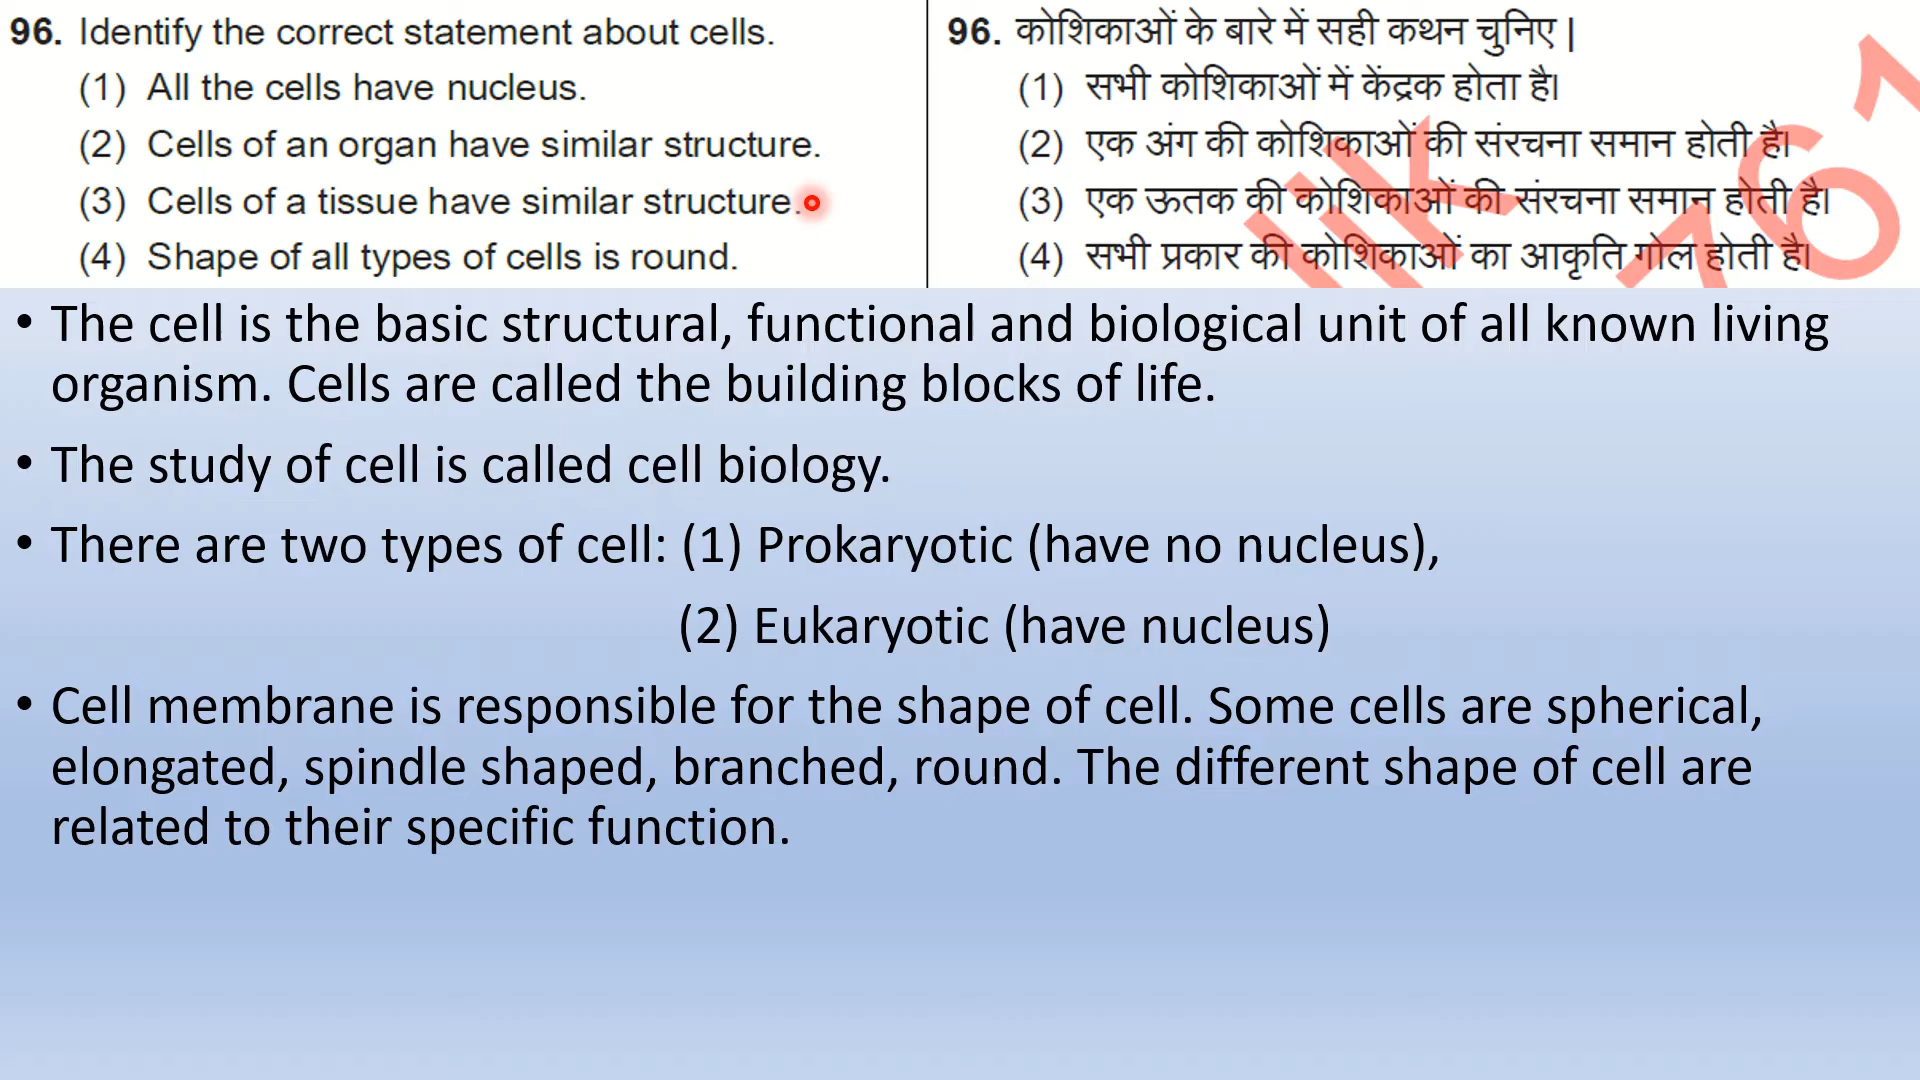 96. Identify the correct statement about cells.
(1) All the cells have nucleus.
(2) Cells of an organ have similar structure.
(3) Cells of a tissue have similar structure.
(4) Shape of all types of cells is round.
96. कोशिकाओं के बारे में सही कथन चुनिए |
(1) सभी कोशिकाओं में केंद्रक होता है।
(2) एक अंग की कोशिकाओं की संरचना समान होती है।
(3) एक ऊतक की कोशिकाओं की संरचना समान होती है।
(4) सभी प्रकार की कोशिकाओं का आकृति गोल होती है।
• The cell is the basic structural, functional and biological unit of all known living
organism. Cells are called the building blocks of life.
• The study of cell is called cell biology.
• There are two types of cell: (1) Prokaryotic (have no nucleus),
(2) Eukaryotic (have nucleus)
• Cell membrane is responsible for the shape of cell. Some cells are spherical,
elongated, spindle shaped, branched, round. The different shape of cell are
related to their specific function.